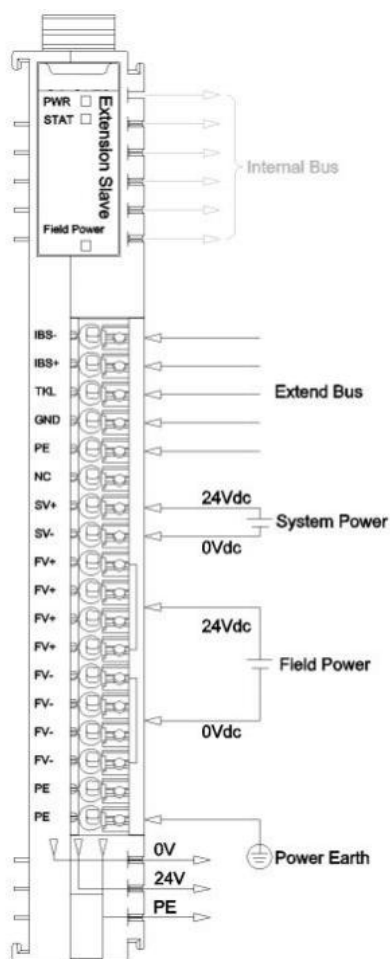 PWR
STAT
Extension Slave
Field Power
Internal Bus
IBS-
IBS+
TKL
GND
PE
NC
SV+
SV-
FV+
FV+
FV+
FV+
FV-
FV-
FV-
FV-
PE
PE
Extend Bus
24Vdc
System Power
0Vdc
24Vdc
Field Power
0Vdc
Power Earth
0V
24V
PE